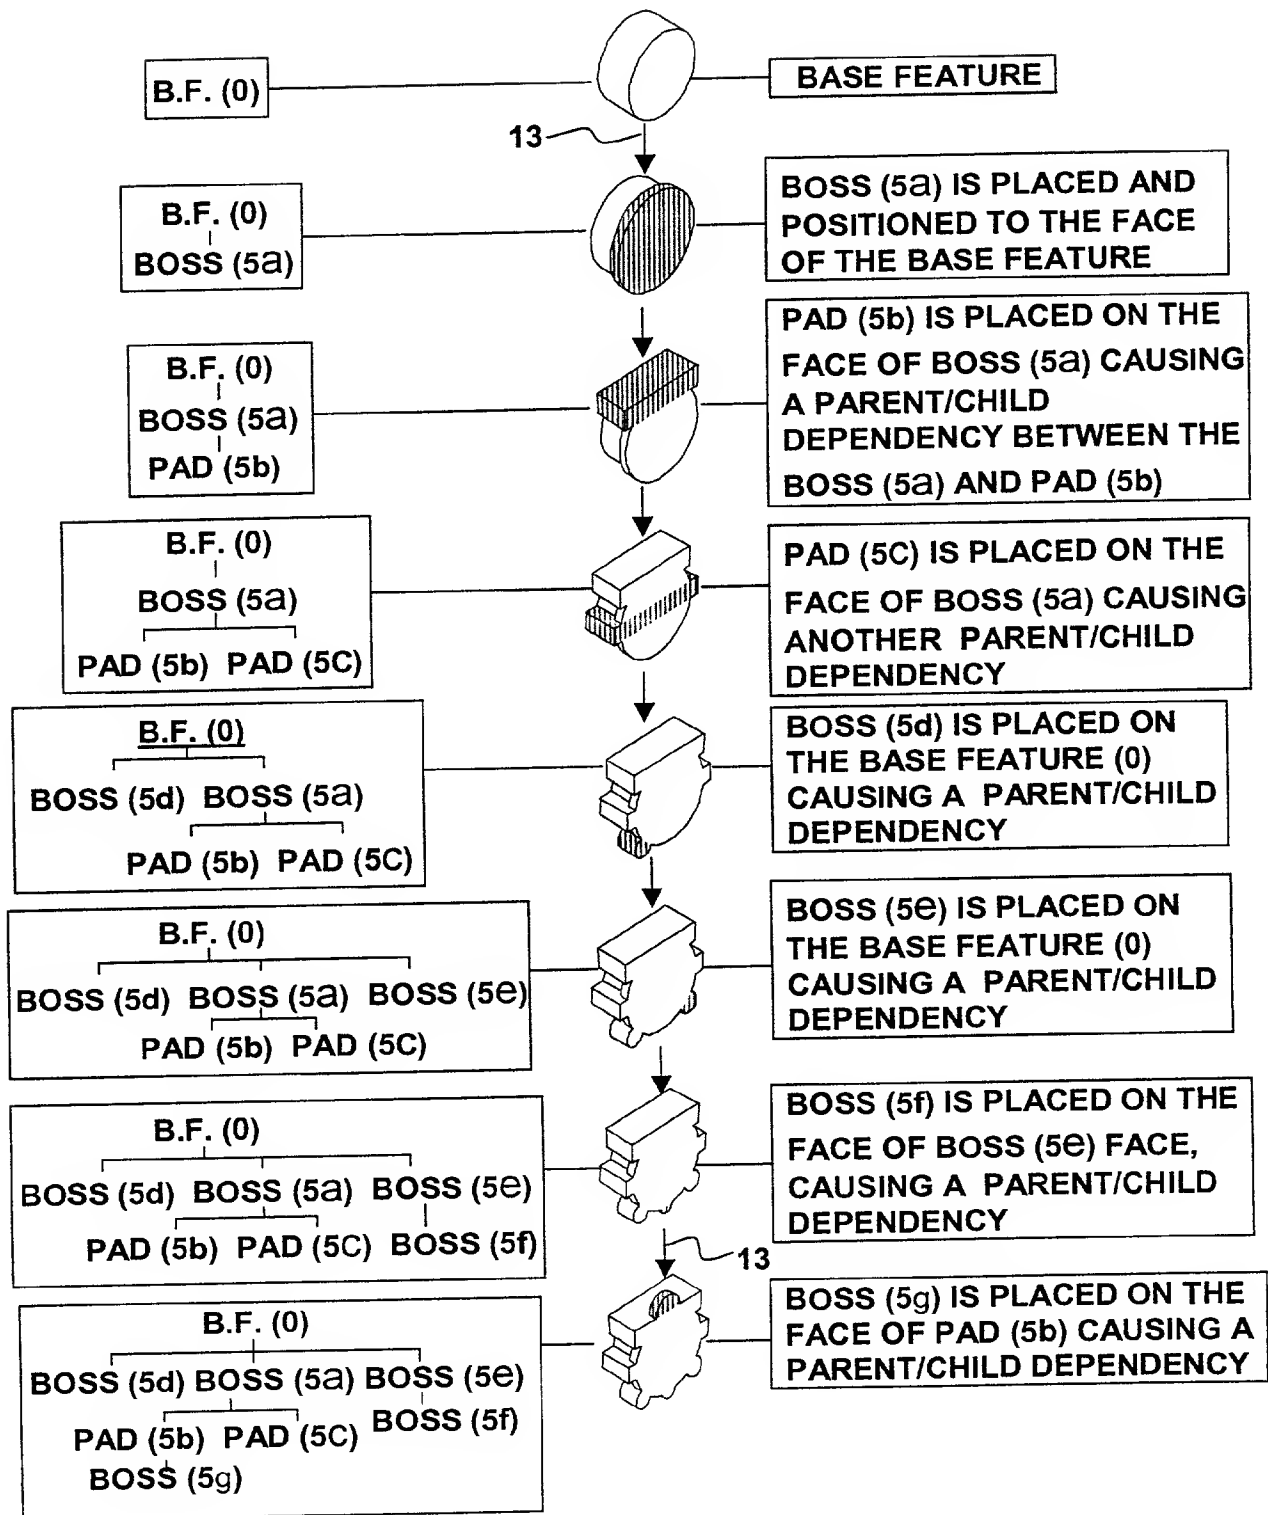 B.F. (0)
BASE FEATURE
13
B.F. (0)
BOSS (5a)
BOSS (5a) IS PLACED AND
POSITIONED TO THE FACE
OF THE BASE FEATURE
B.F. (0)
BOSS (5a)
PAD (5b)
PAD (5b) IS PLACED ON THE
FACE OF BOSS (5a) CAUSING
A PARENT/CHILD
DEPENDENCY BETWEEN THE
BOSS (5a) AND PAD (5b)
B.F. (0)
BOSS (5a)
PAD (5b) PAD (5C)
PAD (5C) IS PLACED ON THE
FACE OF BOSS (5a) CAUSING
ANOTHER PARENT/CHILD
DEPENDENCY
B.F. (0)
BOSS (5d) BOSS (5a)
PAD (5b) PAD (5C)
BOSS (5d) IS PLACED ON
THE BASE FEATURE (0)
CAUSING A PARENT/CHILD
DEPENDENCY
B.F. (0)
BOSS (5d) BOSS (5a) BOSS (5e)
PAD (5b) PAD (5C)
BOSS (5e) IS PLACED ON
THE BASE FEATURE (0)
CAUSING A PARENT/CHILD
DEPENDENCY
B.F. (0)
BOSS (5d) BOSS (5a) BOSS (5e)
PAD (5b) PAD (5C) BOSS (5f)
BOSS (5f) IS PLACED ON THE
FACE OF BOSS (5e) FACE,
CAUSING A PARENT/CHILD
DEPENDENCY
13
B.F. (0)
BOSS (5d) BOSS (5a) BOSS (5e)
PAD (5b) PAD (5C) BOSS (5f)
BOSS (5g)
BOSS (5g) IS PLACED ON THE
FACE OF PAD (5b) CAUSING A
PARENT/CHILD DEPENDENCY